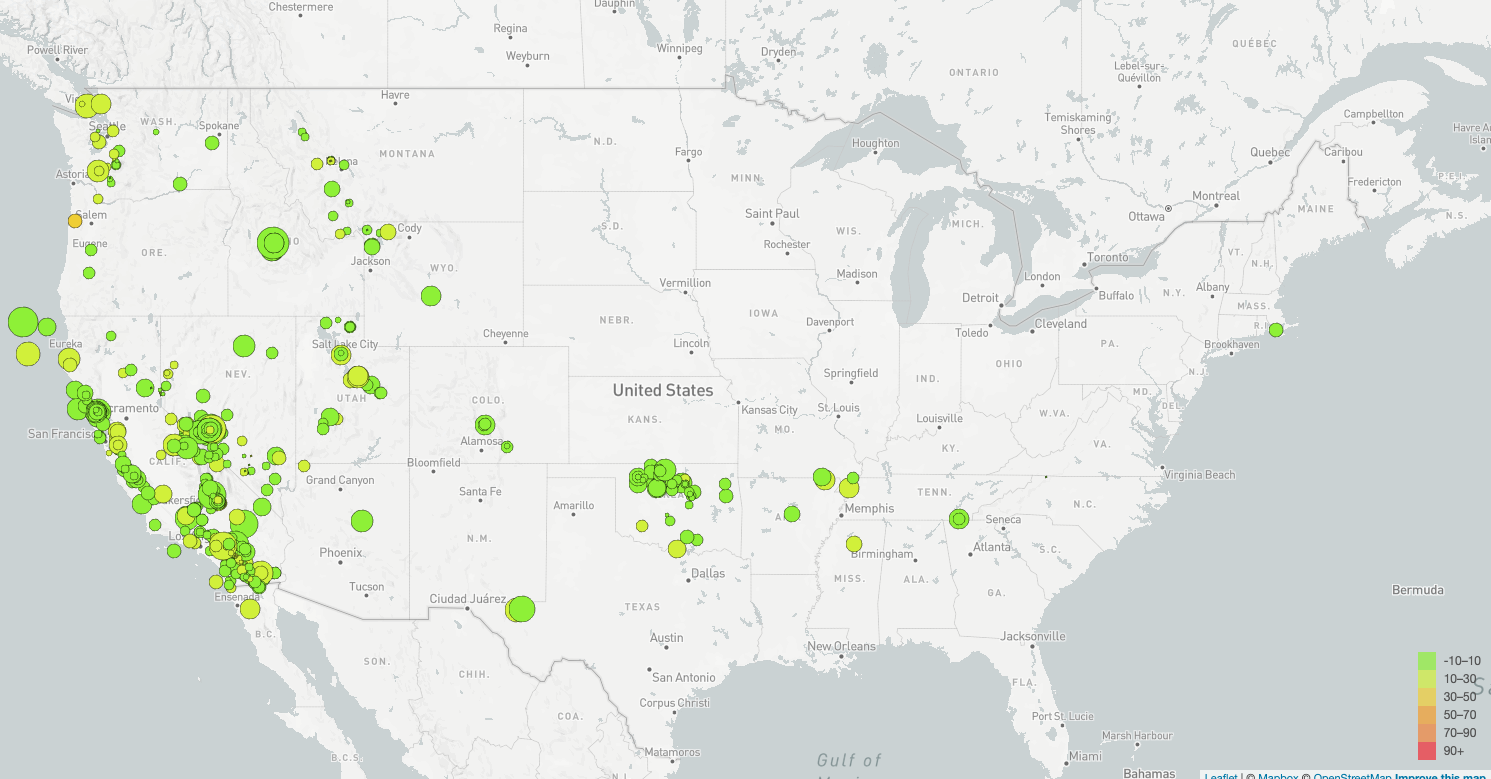 Chestermere
Dauphin
Regina
Weyburn
Winnipeg
Dryden
QUÉBEC
Lebel-sur-
Quévillon
Powell River
ONTARIO
Havre
Temiskaming
Shores
Campbellton
WASH.
Spokane
Seattle
MONTANA
N.D.
Fargo
Houghton
Quebec
Caribou
Havre A
Islan
Astoria
MINN.
Fredericton
P.E.I.
Salem
Cody
S.D.
Saint Paul
WIS.
MICH.
Ottawa
Montreal
MAINE
N.S.
Eugene
ORE.
Jackson
WYO.
Rochester
Toronto
VT.
N.H.
Vermillion
Madison
London
Buffalo
N.Y.
Albany
MASS.
Detroit
R.I.
NEBR.
IOWA
Davenport
Toledo
Cleveland
Eureka
Salt Lake City
Cheyenne
Lincoln
PA.
Brookhaven
NEV.
Springfield
IND.
OHIO
N.J.
UTAH
COLO.
United States
KANS.
Kansas City
St. Louis
MD.
DEL.
cramento
MO.
Louisville
W.VA.
San Francisc
Alamosa
KY.
VA.
CALIF.
Bloomfield
Grand Canyon
Virginia Beach
kersfi
Santa Fe
Amarillo
TENN.
N.C.
Memphis
Seneca
Lo
N.M.
Phoenix
Birmingham
Atlanta
S.C.
Tucson
Dallas
MISS.
ALA.
GA.
Ensenada
Ciudad Juárez
TEXAS
Bermuda
B.C.
Austin
New Orleans
Jacksonville
SON.
CHIH.
San Antonio
FLA.
-10–10
10–30
30–50
50–70
70–90
90+
Corpus Christi
COA.
Port St. Lucie
Marsh Harbour
B.C.S.
Matamoros
Gulf of
Miami
Bahamas
Leaflet | © Mapbox © OpenStreetMap Improve this map